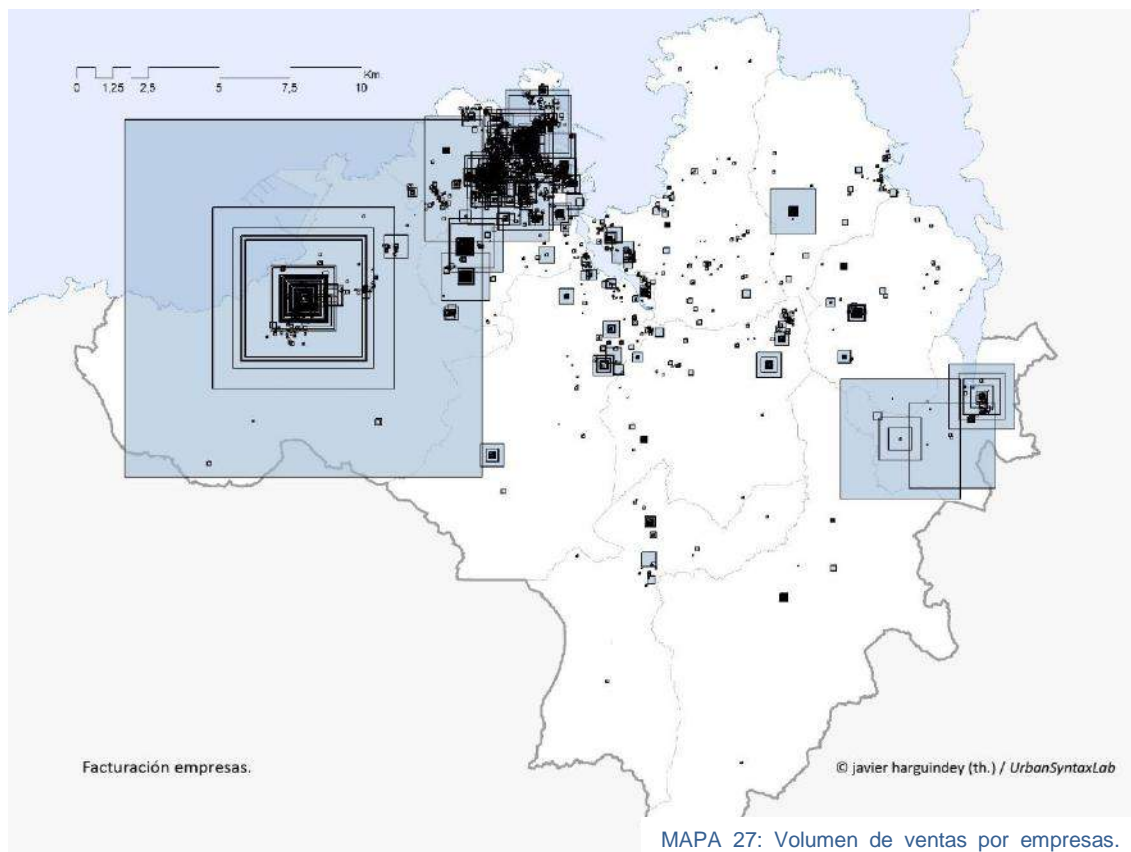 Km.
0 1,25 2,5 5 7,5 10
Facturación empresas.
© javier harguindey (th.) / UrbanSyntaxLab
MAPA 27: Volumen de ventas por empresas.